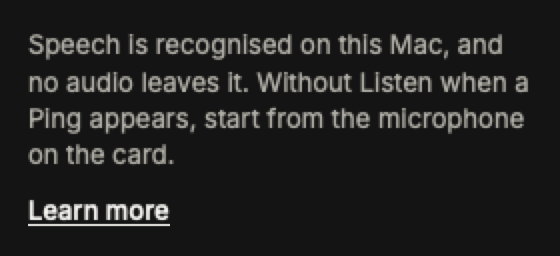 Speech is recognised on this Mac, and
no audio leaves it. Without Listen when a
Ping appears, start from the microphone
on the card.
Learn more